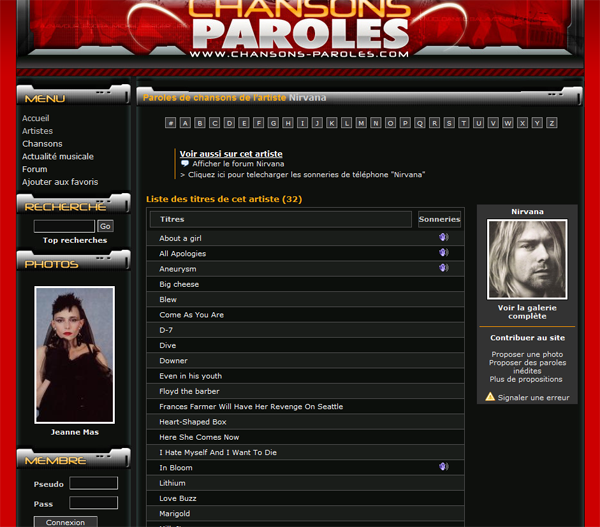 CHANSONS
PAROLES
WWW.CHANSONS-PAROLES.COM
MENU
Accueil
Artistes
Chansons
Actualité musicale
Forum
Ajouter aux favoris
RECHERCHE
Go
Top recherches
PHOTOS
Jeanne Mas
MEMBRE
Pseudo
Pass
Connexion
Paroles de chansons de l'artiste Nirvana
# A B C D E F G H I J K L M N O P Q R S T U V W X Y Z
Voir aussi sur cet artiste
Afficher le forum Nirvana
> Cliquez ici pour telecharger les sonneries de téléphone "Nirvana"
Liste des titres de cet artiste (32)
Titres Sonneries
About a girl
All Apologies
Aneurysm
Big cheese
Blew
Come As You Are
D-7
Dive
Downer
Even in his youth
Floyd the barber
Frances Farmer Will Have Her Revenge On Seattle
Heart-Shaped Box
Here She Comes Now
I Hate Myself And I Want To Die
In Bloom
Lithium
Love Buzz
Marigold
Nirvana
Voir la galerie
complète
Contribuer au site
Proposer une photo
Proposer des paroles
inédites
Plus de propositions
Signaler une erreur